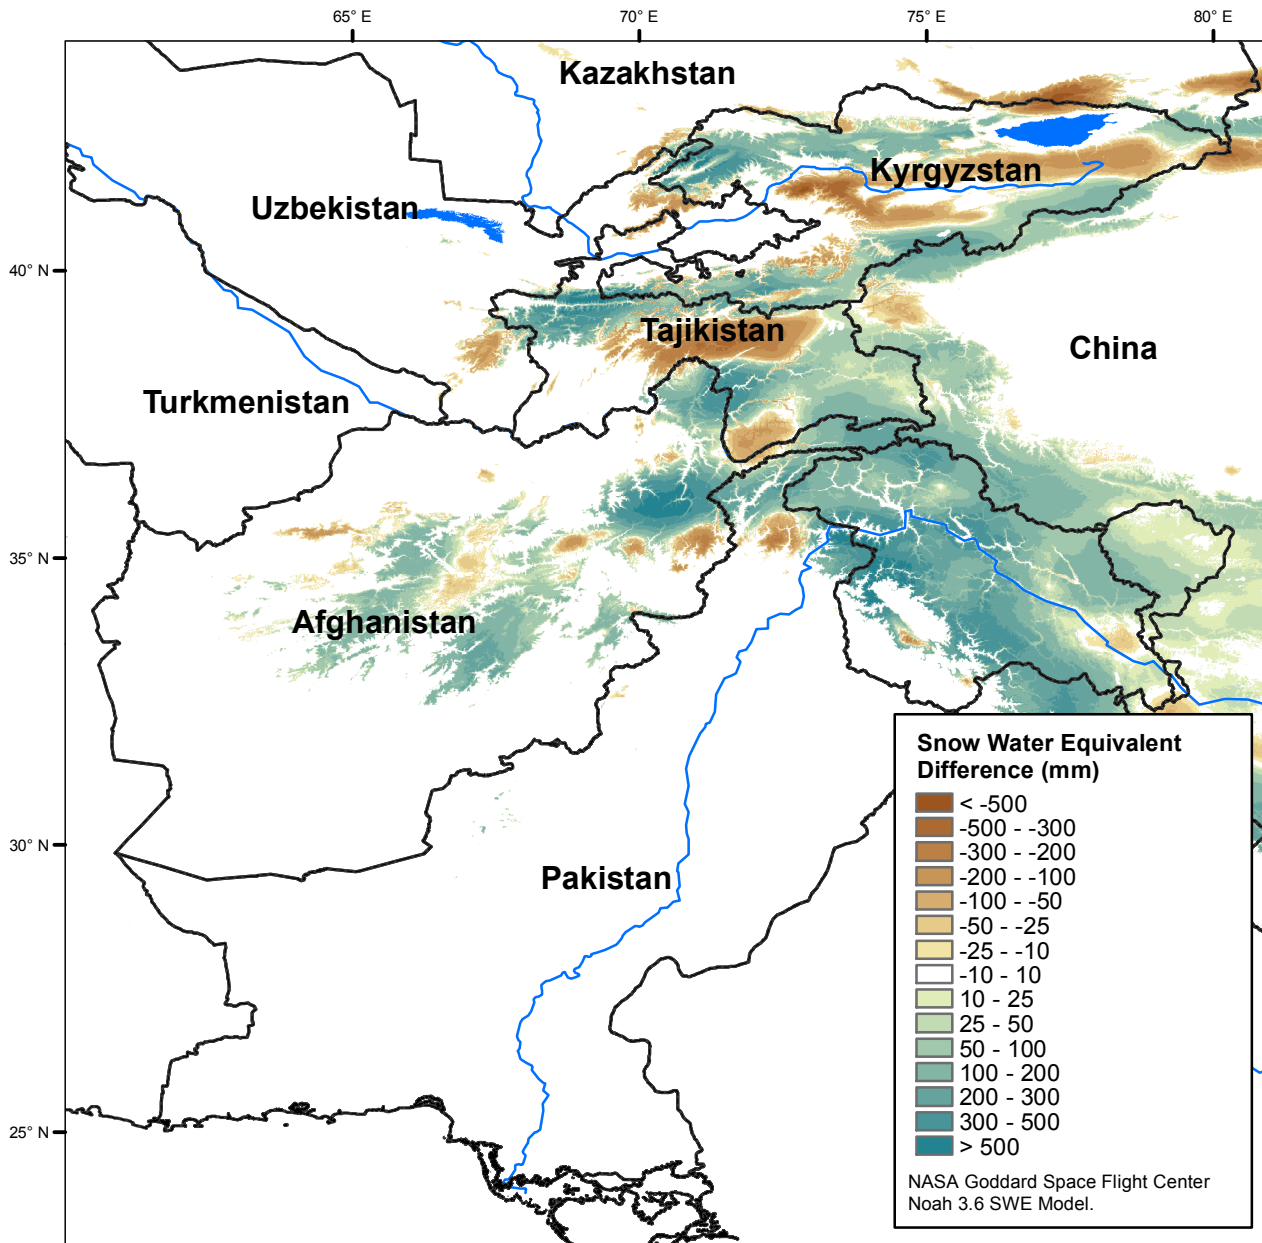 65° E
70° E
75° E
80° E
Kazakhstan
Kyrgyzstan
Uzbekistan
40° N
Tajikistan
China
Turkmenistan
35° N
Afghanistan
Snow Water Equivalent
Difference (mm)
< -500
-500 - -300
-300 - -200
-200 - -100
-100 - -50
-50 - -25
-25 - -10
-10 - 10
10 - 25
25 - 50
50 - 100
100 - 200
200 - 300
300 - 500
> 500
NASA Goddard Space Flight Center
Noah 3.6 SWE Model.
30° N
Pakistan
25° N